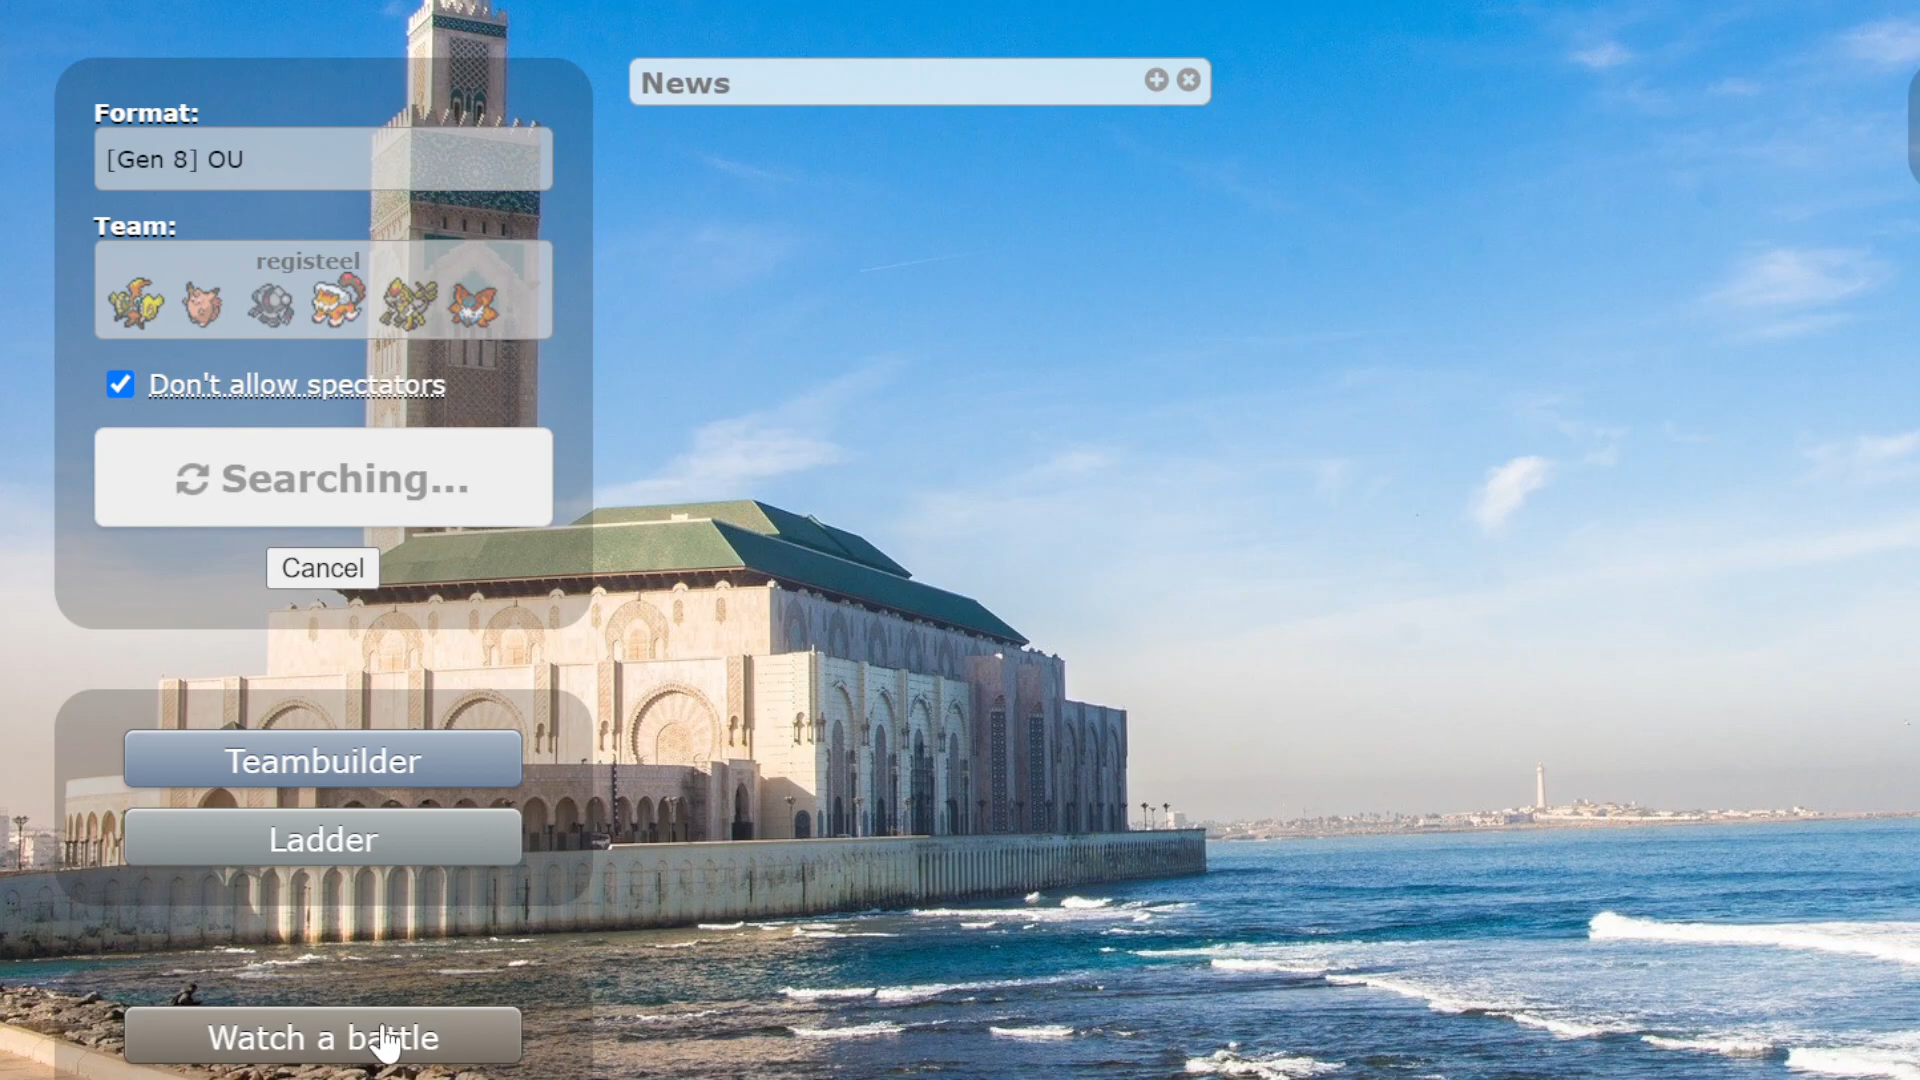 Format:
[Gen 8] OU
Team:
registeel
Don't allow spectators
Searching...
Cancel
Teambuilder
Ladder
Watch a battle
News